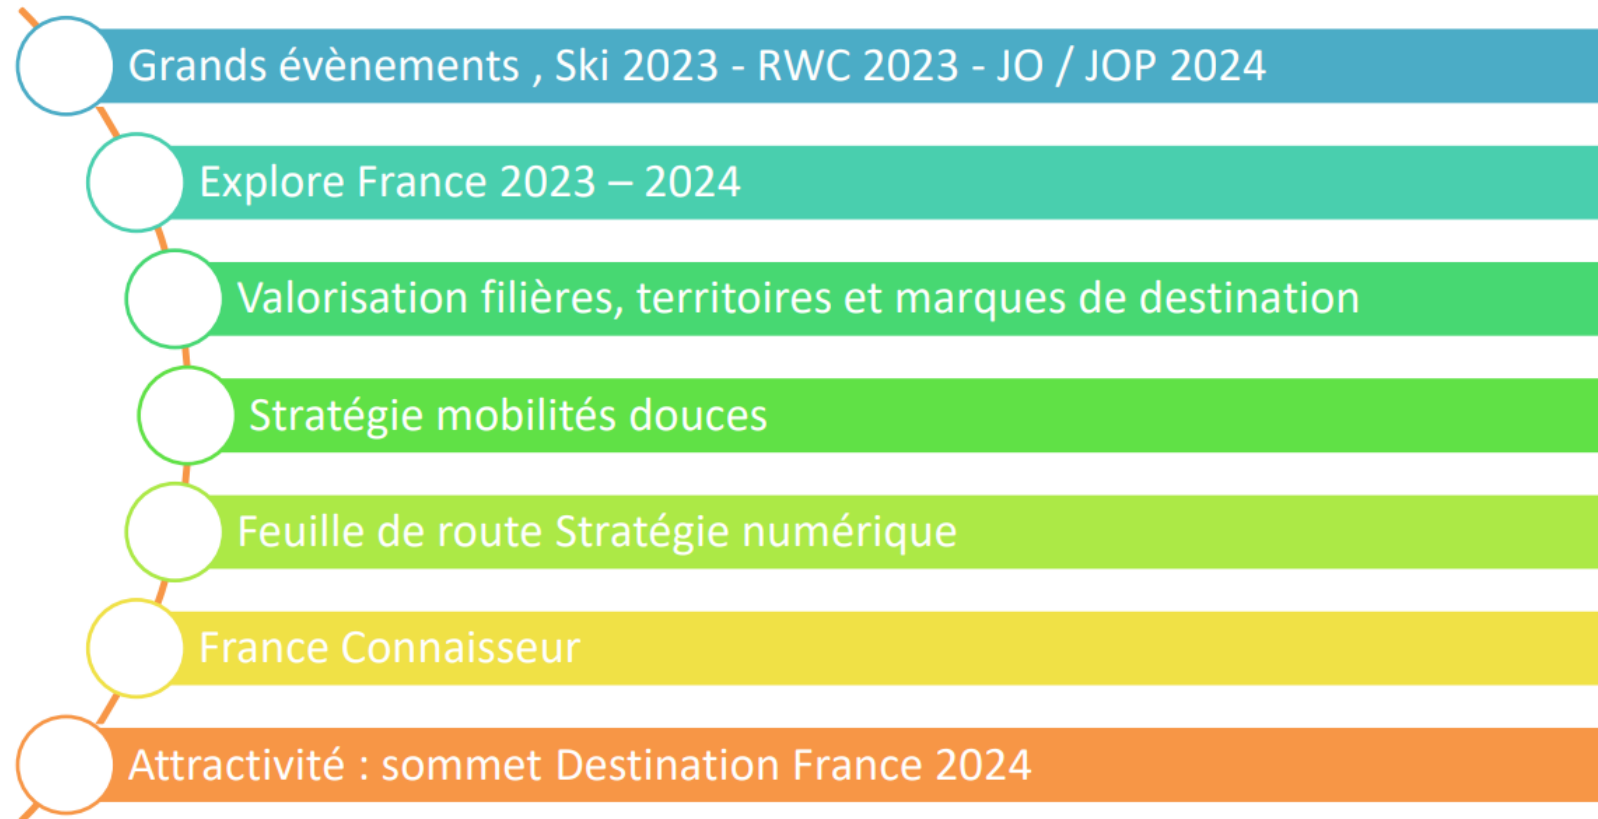 Grands évènements , Ski 2023 - RWC 2023 - JO / JOP 2024
Explore France 2023 – 2024
Valorisation filières, territoires et marques de destination
Stratégie mobilités douces
Feuille de route Stratégie numérique
France Connaisseur
Attractivité : sommet Destination France 2024